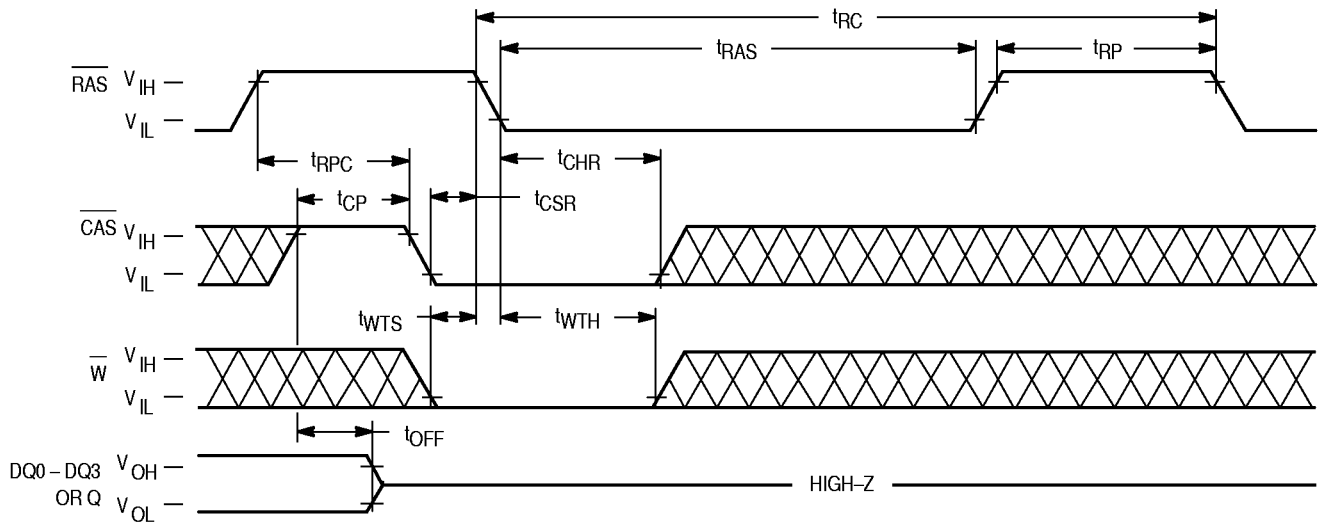 tRC
tRAS
tRP
RAS
VIH
VIL
tRPC
tCHR
tCP
tCSR
CAS
VIH
VIL
tWTS
tWTH
W
VIH
VIL
tOFF
DQ0 – DQ3
OR Q
VOH
VOL
HIGH–Z